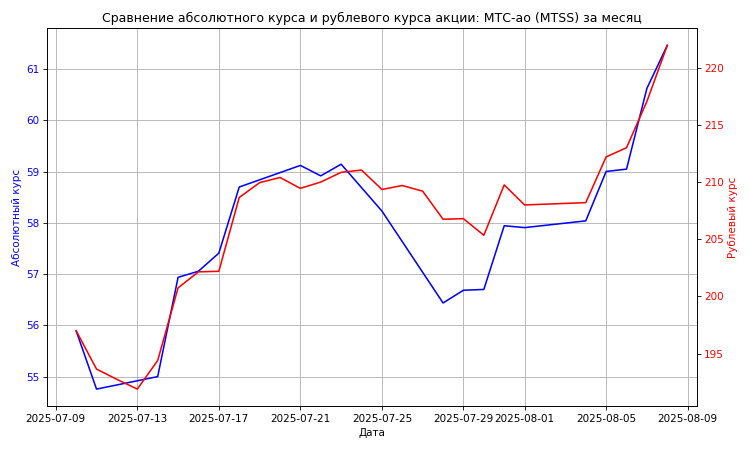 Сравнение абсолютного курса и рублевого курса акции: МТС-ао (MTSS) за месяц
Абсолютный курс
61
60
59
58
57
56
55
220
215
210
205
200
195
Рублевый курс
2025-07-09 2025-07-13 2025-07-17 2025-07-21 2025-07-25 2025-07-29 2025-08-01 2025-08-05 2025-08-09
Дата